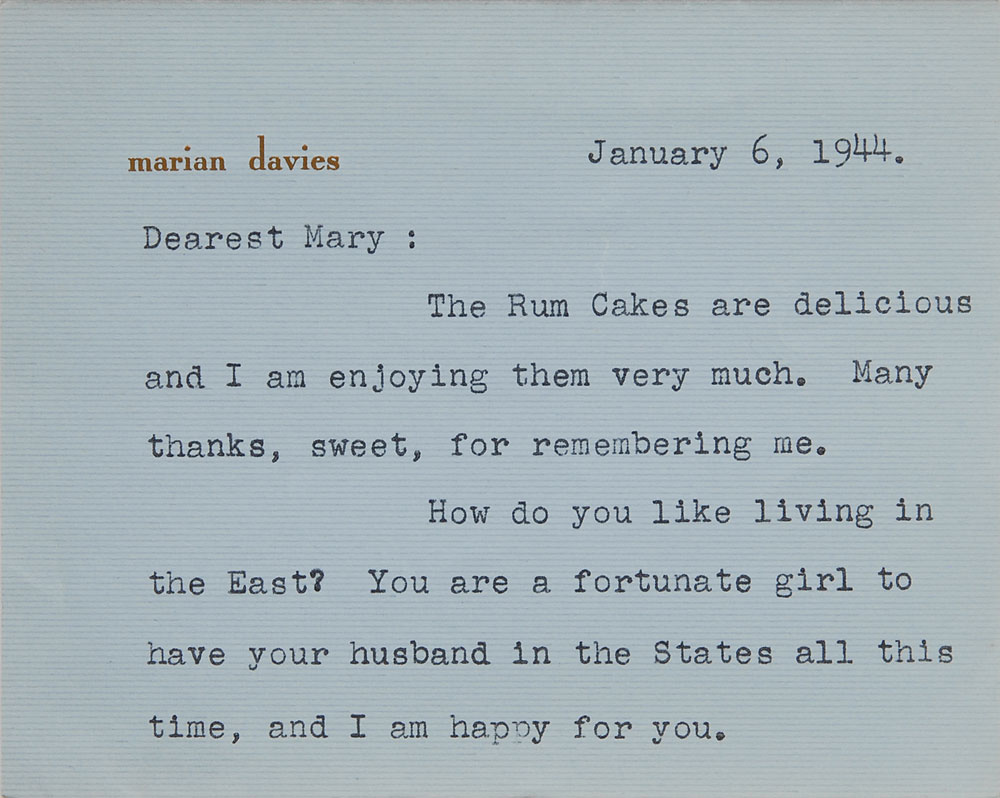 marian davies January 6, 1944.
Dearest Mary :
The Rum Cakes are delicious
and I am enjoying them very much. Many
thanks, sweet, for remembering me.
How do you like living in
the East? You are a fortunate girl to
have your husband in the States all this
time, and I am happy for you.